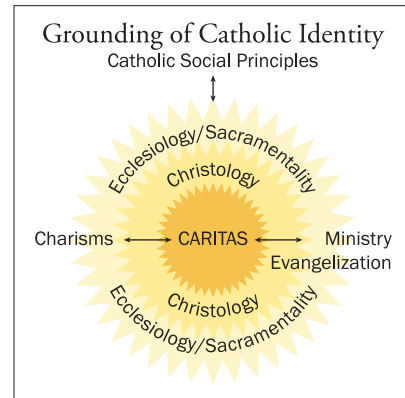 Grounding of Catholic Identity
Catholic Social Principles
Ecclesiology/Sacramentality
Christology
Charisms
CARITAS
Ministry
Evangelization
Christology
Ecclesiology/Sacramentality